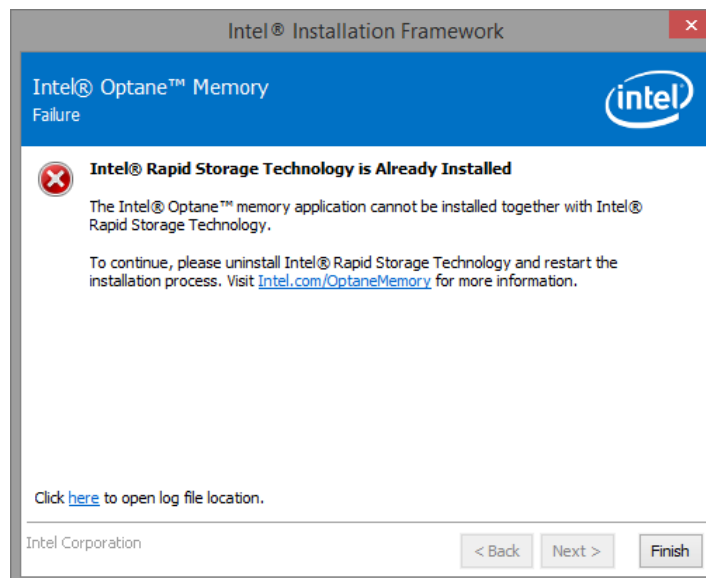 Intel® Installation Framework
×
Intel® Optane™ Memory
Failure
intel
Intel® Rapid Storage Technology is Already Installed
The Intel® Optane™ memory application cannot be installed together with Intel®
Rapid Storage Technology.
To continue, please uninstall Intel® Rapid Storage Technology and restart the
installation process. Visit Intel.com/OptaneMemory for more information.
Click here to open log file location.
Intel Corporation
< Back
Next >
Finish